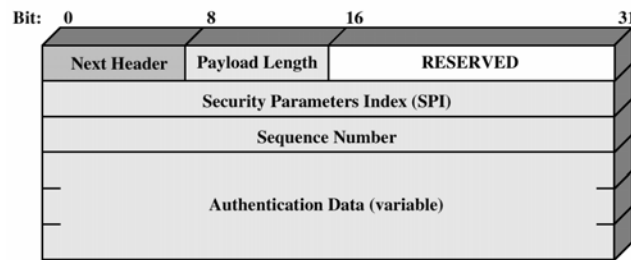 Bit: 0 8 16 31
Next Header Payload Length RESERVED
Security Parameters Index (SPI)
Sequence Number
Authentication Data (variable)